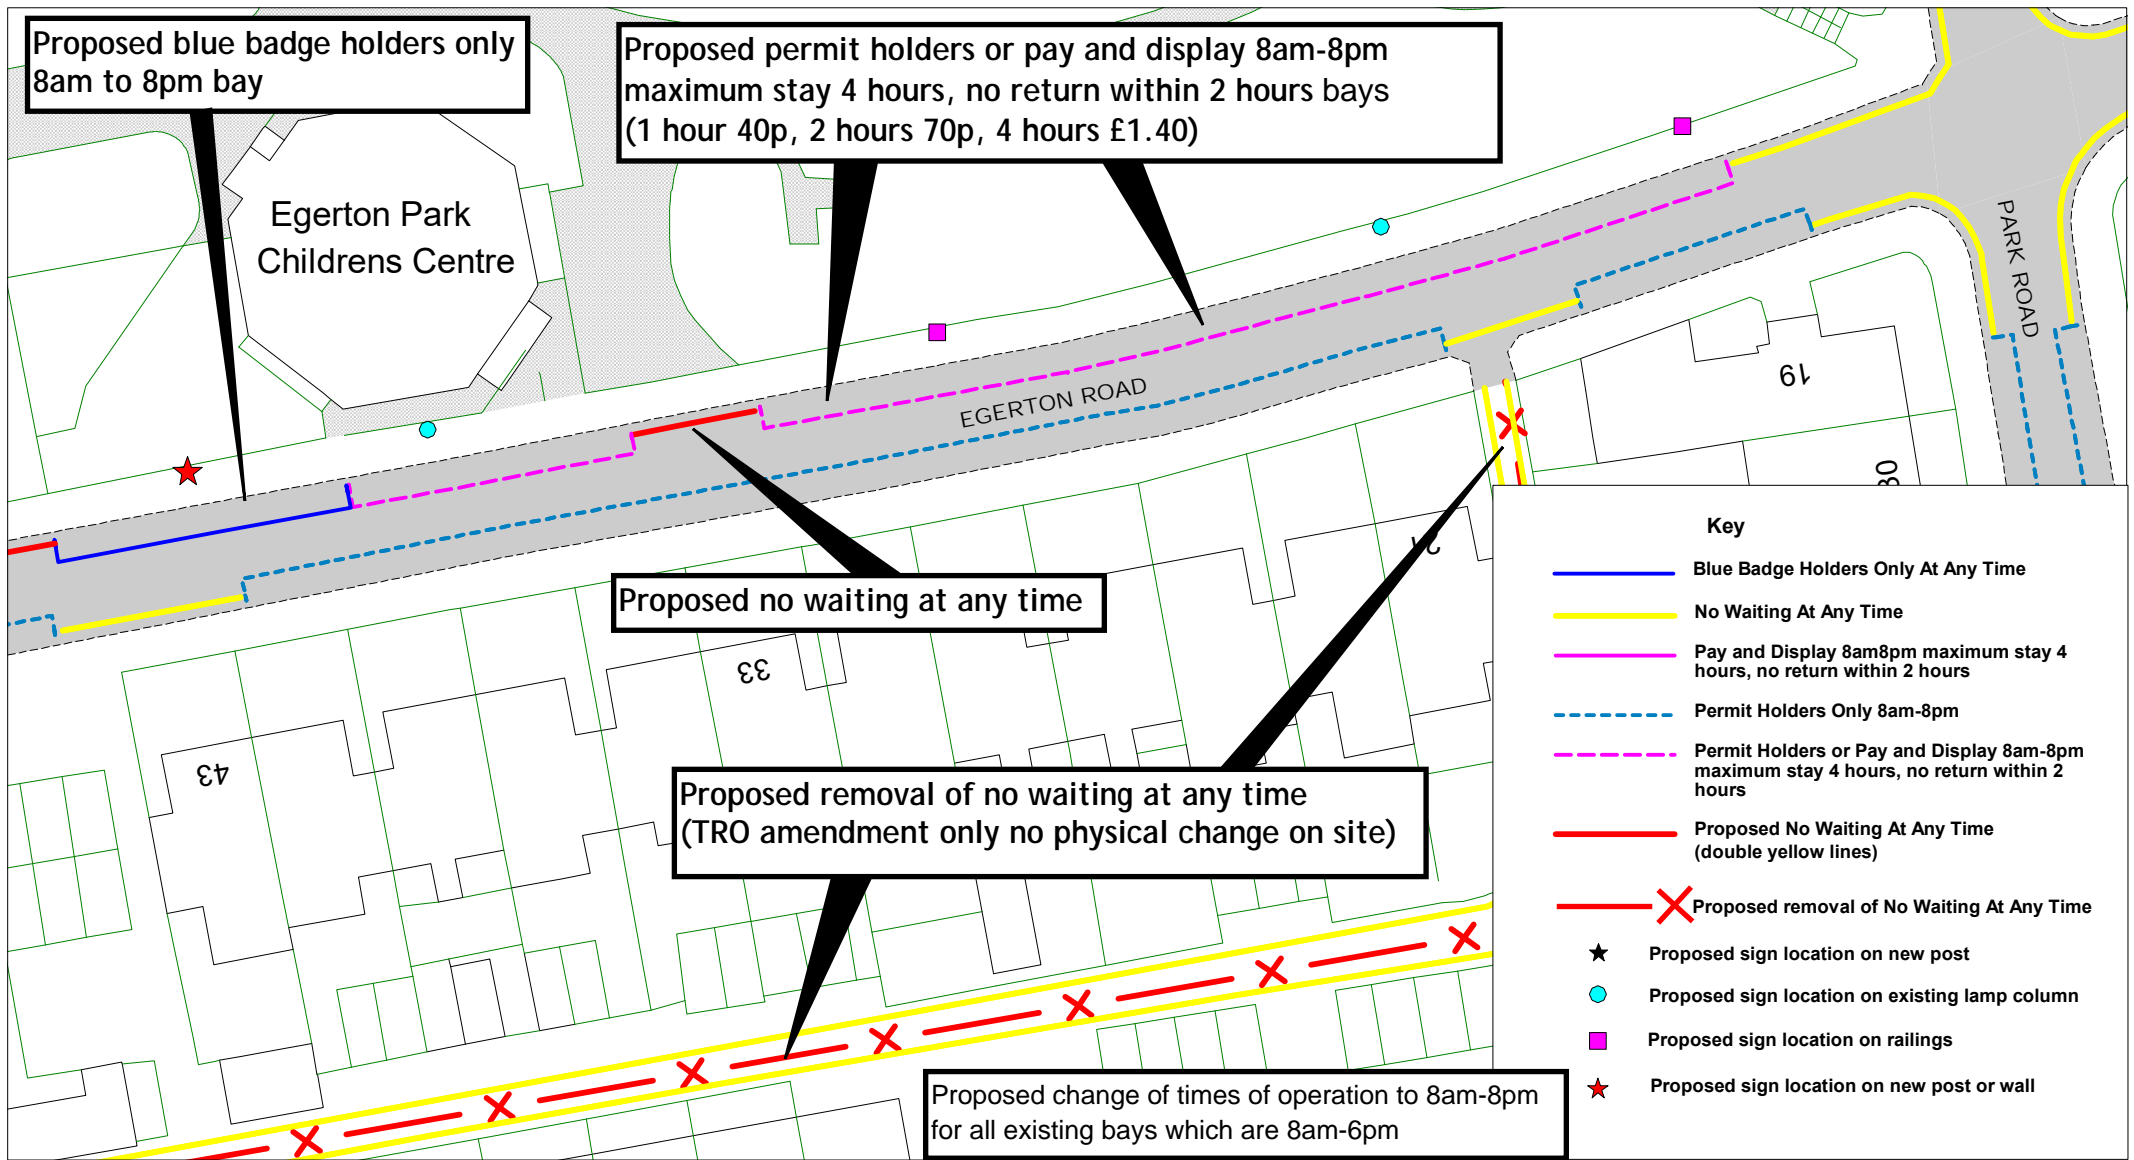 Proposed blue badge holders only
8am to 8pm bay
Proposed permit holders or pay and display 8am-8pm
maximum stay 4 hours, no return within 2 hours bays
(1 hour 40p, 2 hours 70p, 4 hours £1.40)
Egerton Park
Childrens Centre
PARK ROAD
EGERTON ROAD
19
Proposed no waiting at any time
33
43
Proposed removal of no waiting at any time
(TRO amendment only no physical change on site)
Proposed change of times of operation to 8am-8pm
for all existing bays which are 8am-6pm
Key
Blue Badge Holders Only At Any Time
No Waiting At Any Time
Pay and Display 8am8pm maximum stay 4
hours, no return within 2 hours
Permit Holders Only 8am-8pm
Permit Holders or Pay and Display 8am-8pm
maximum stay 4 hours, no return within 2
hours
Proposed No Waiting At Any Time
(double yellow lines)
Proposed removal of No Waiting At Any Time
Proposed sign location on new post
Proposed sign location on existing lamp column
Proposed sign location on railings
Proposed sign location on new post or wall